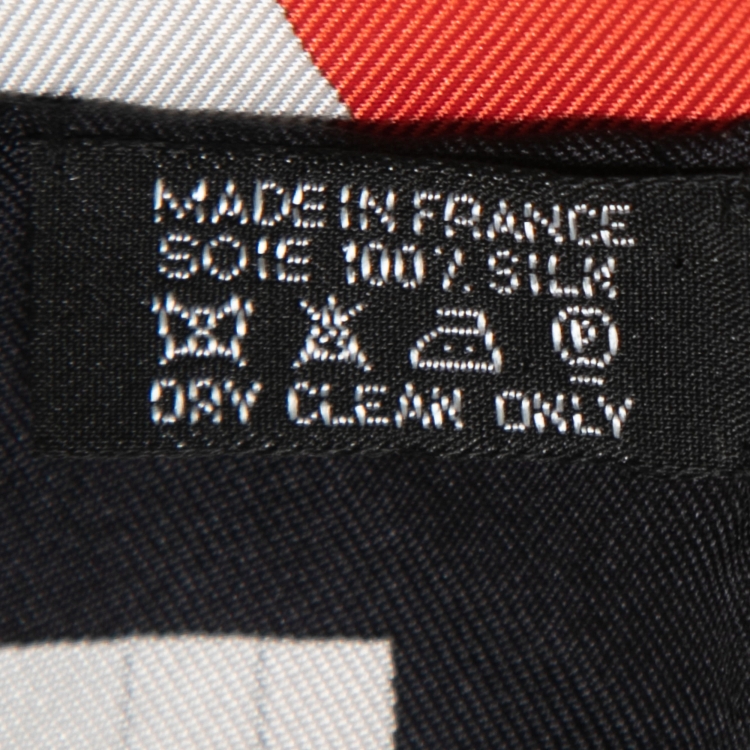 MADE IN FRANCE
SOIE 100% SILK
P
DRY CLEAN ONLY